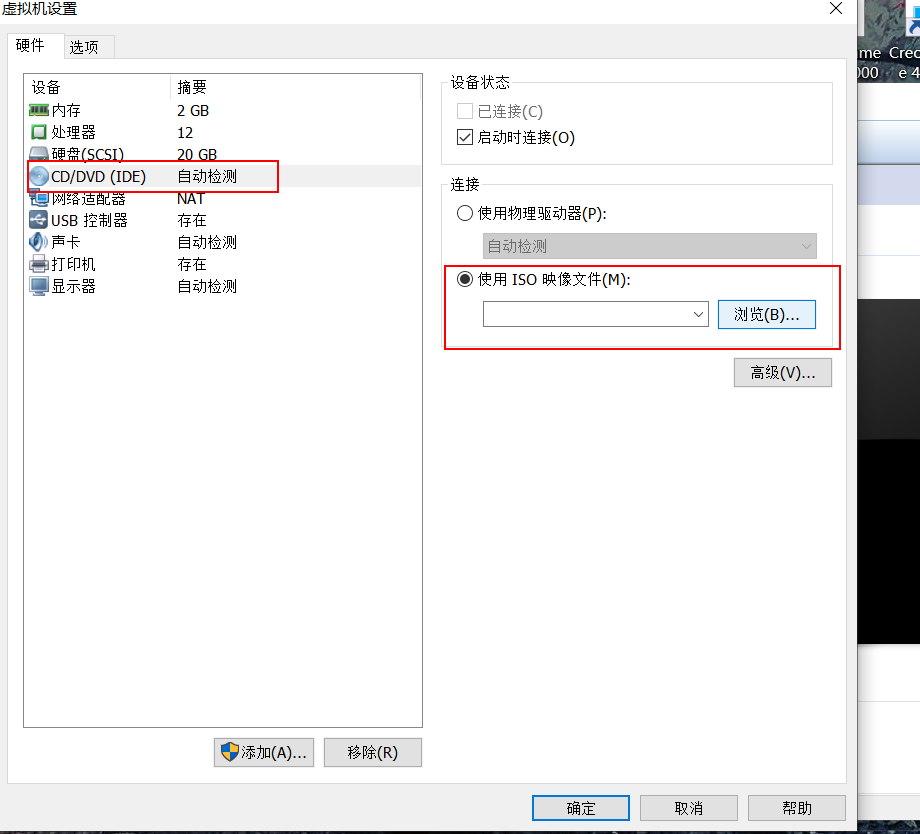 虚拟机设置
硬件 选项
设备 摘要
内存 2 GB
处理器 12
硬盘(SCSI) 20 GB
CD/DVD (IDE) 自动检测
网络适配器 NAT
USB 控制器 存在
声卡 自动检测
打印机 存在
显示器 自动检测
添加(A)... 移除(R)
设备状态
已连接(C)
启动时连接(O)
连接
使用物理驱动器(P):
自动检测
使用 ISO 映像文件(M):
浏览(B)...
高级(V)...
确定 取消 帮助
me Creo
000 e 4